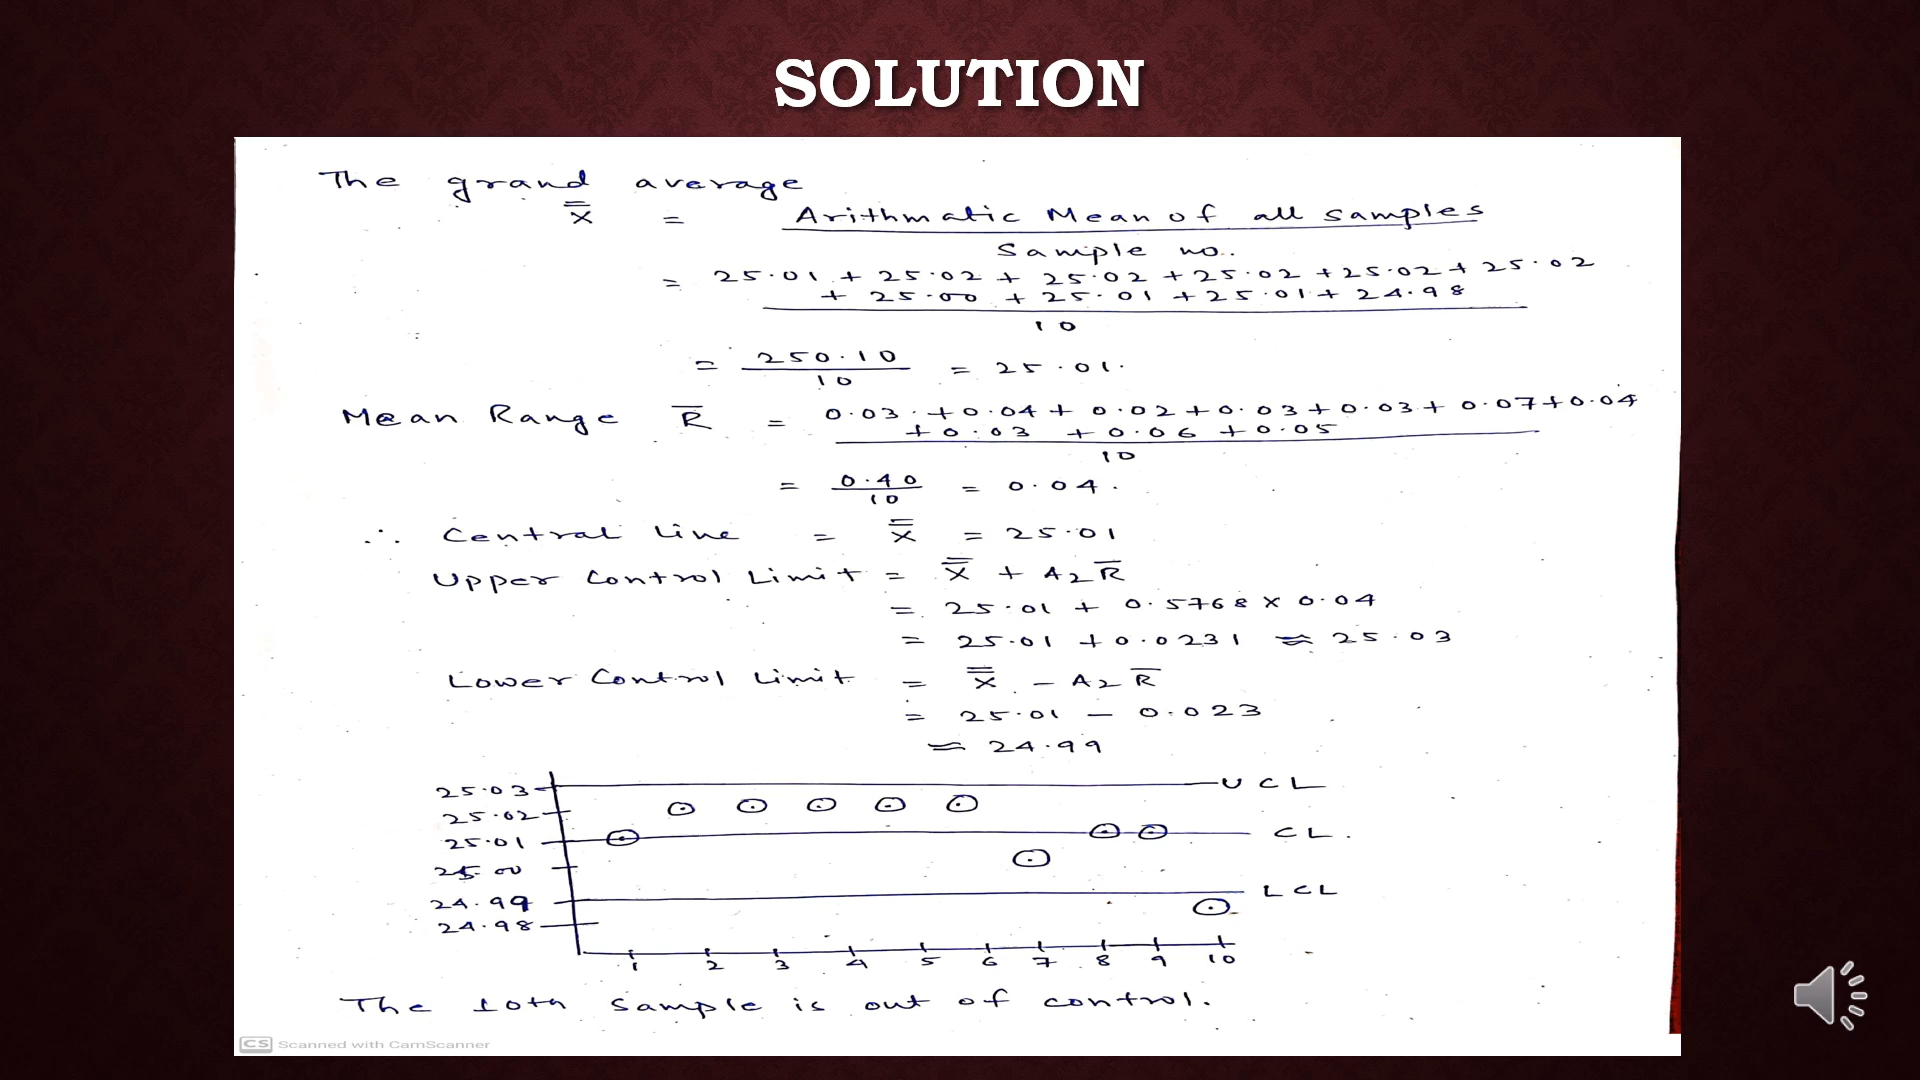 SOLUTION
The grand average
X̿ = Arithmatic Mean of all samples
Sample no..
= 25.01 + 25.02 + 25.02 + 25.02 + 25.02 + 25.02
+ 25.00 + 25.01 + 25.01 + 24.98
10
= 250.10 = 25.01.
10
Mean Range R̅ = 0.03 + 0.04 + 0.02 + 0.03 + 0.03 + 0.07 + 0.04
+ 0.03 + 0.06 + 0.05
10
= 0.40 = 0.04.
10
∴ Central line = X̿ = 25.01
Upper Control Limit = X̿ + A2 R̅
= 25.01 + 0.5768 × 0.04
= 25.01 + 0.0231 ≈ 25.03
Lower Control Limit = X̿ - A2 R̅
= 25.01 - 0.023
≈ 24.99
25.03 UCL
25.02
25.01 CL.
25.00
24.99 LCL
24.98
1 2 3 4 5 6 7 8 9 10
The 10th sample is out of control.
CS Scanned with CamScanner